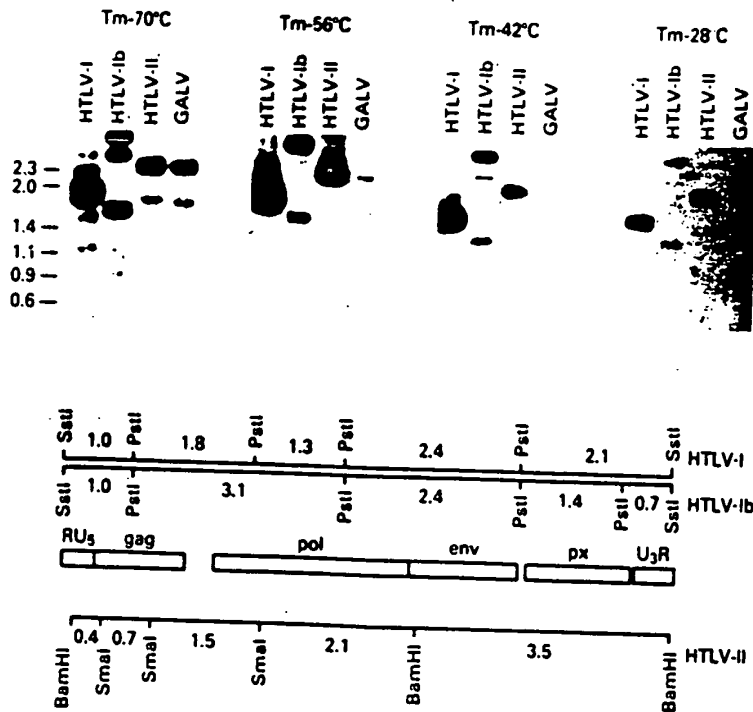 Tm-70°C
Tm-56°C
Tm-42°C
Tm-28°C
HTLV-I HTLV-Ib HTLV-II GALV
HTLV-I HTLV-Ib HTLV-II GALV
HTLV-I HTLV-Ib HTLV-II GALV
HTLV-I HTLV-Ib HTLV-II GALV
2.3
2.0
1.4
1.1
0.9
0.6
SstI 1.0 PstI 1.8 PstI 1.3 PstI 2.4 PstI 2.1 SstI HTLV-I
SstI 1.0 PstI 3.1 PstI 2.4 PstI 1.4 PstI 0.7 SstI HTLV-Ib
RU5 gag pol env px U3R
BamHI 0.4 SmaI 0.7 SmaI 1.5 SmaI 2.1 BamHI 3.5 BamHI HTLV-II